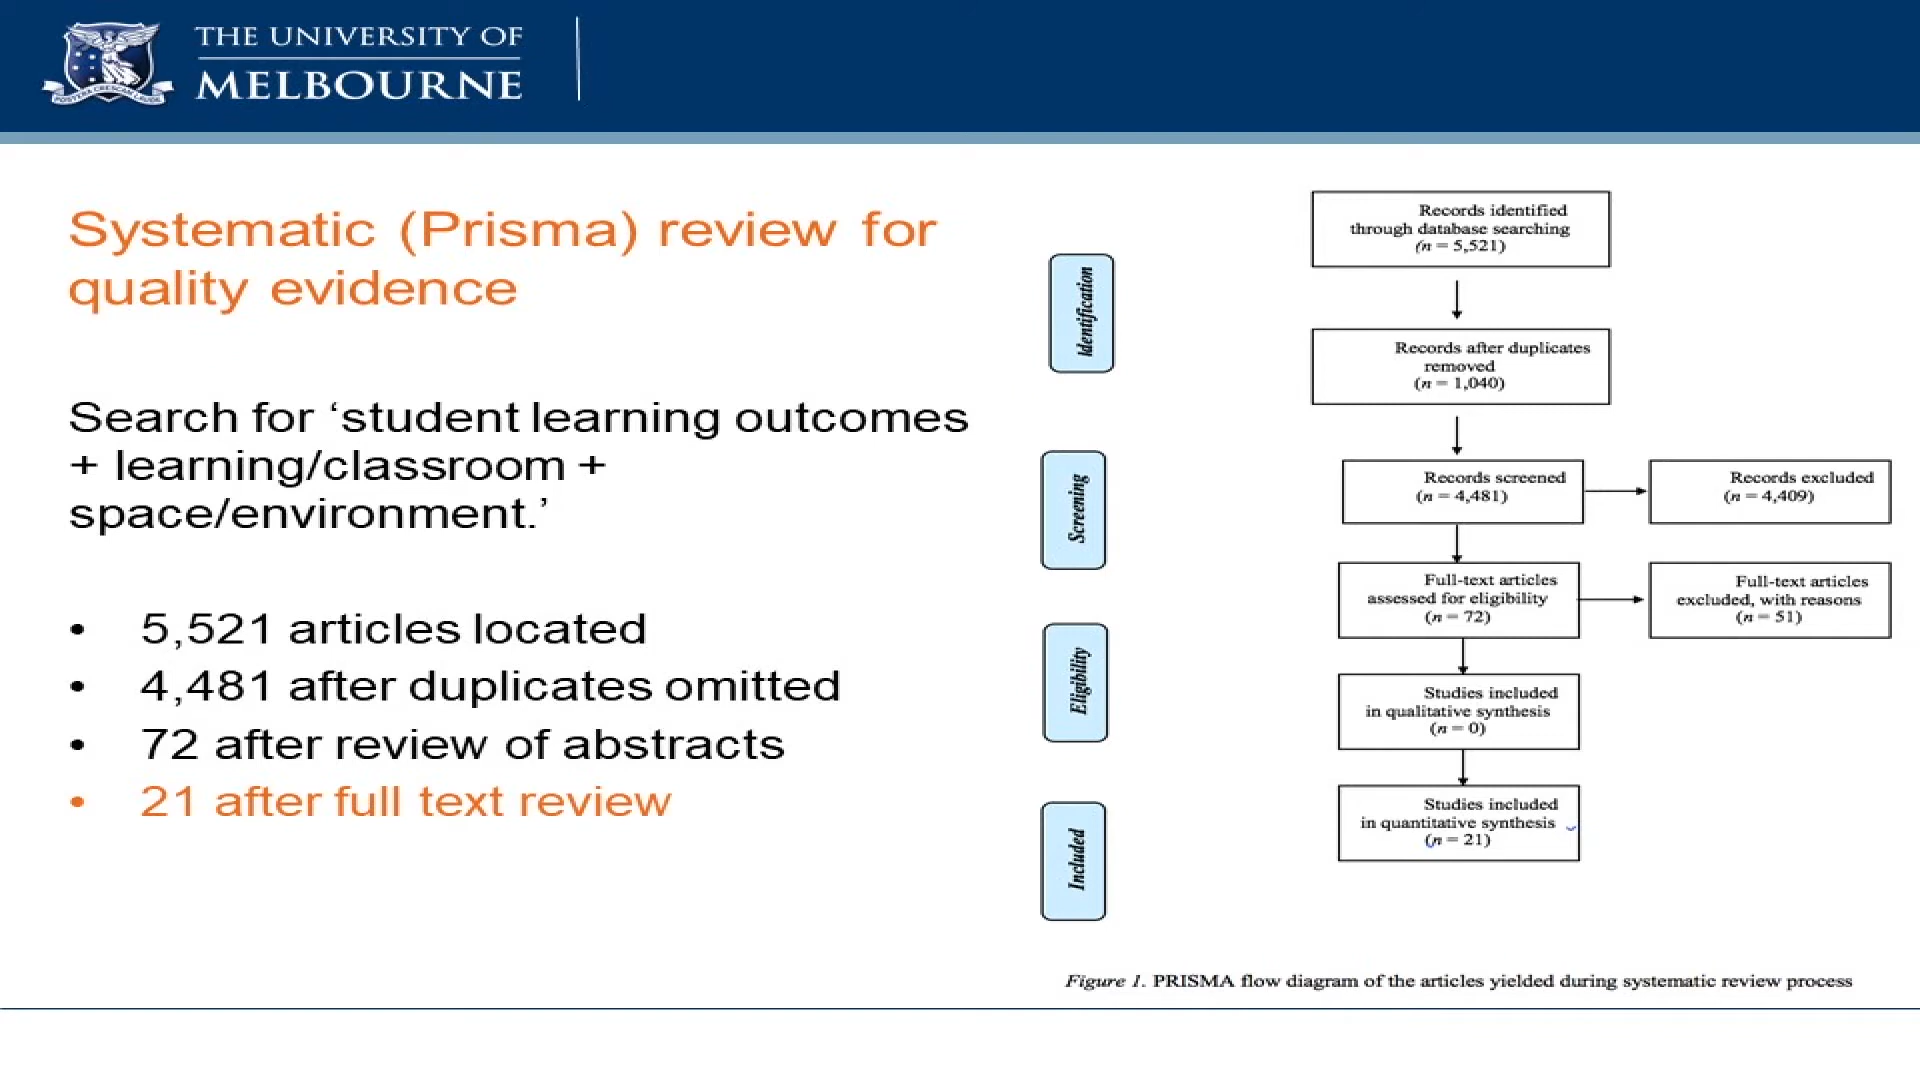 THE UNIVERSITY OF
MELBOURNE
Systematic (Prisma) review for
quality evidence
Search for ‘student learning outcomes
+ learning/classroom +
space/environment.’
• 5,521 articles located
• 4,481 after duplicates omitted
• 72 after review of abstracts
• 21 after full text review
Identification
Screening
Eligibility
Included
Records identified
through database searching
(n = 5,521)
Records after duplicates
removed
(n = 1,040)
Records screened
(n = 4,481)
Records excluded
(n = 4,409)
Full-text articles
assessed for eligibility
(n = 72)
Full-text articles
excluded, with reasons
(n = 51)
Studies included
in qualitative synthesis
(n = 0)
Studies included
in quantitative synthesis
(n = 21)
Figure 1. PRISMA flow diagram of the articles yielded during systematic review process